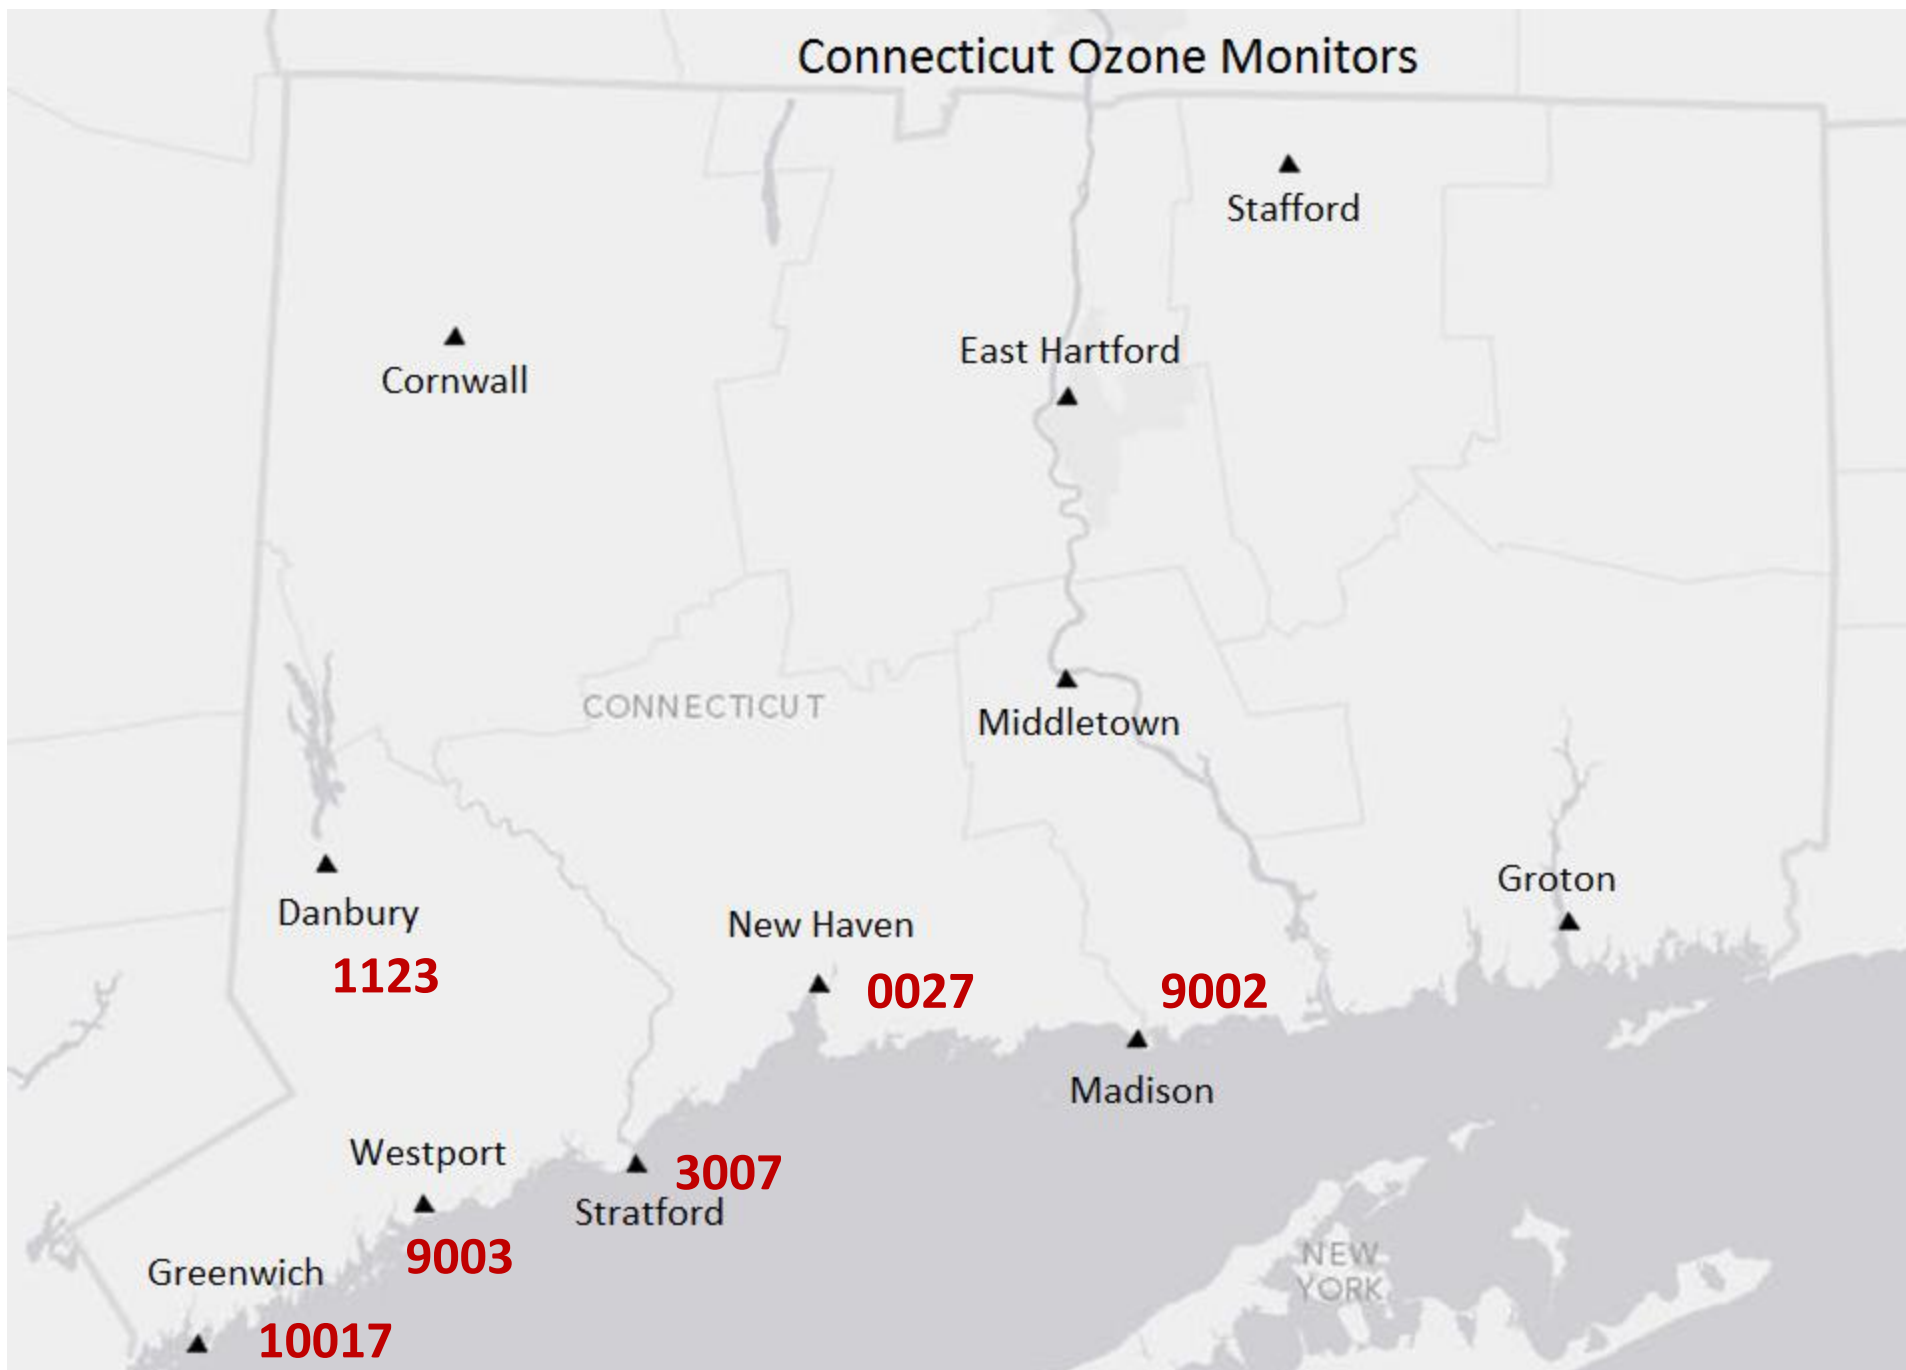 Connecticut Ozone Monitors
Stafford
East Hartford
Cornwall
CONNECTICUT
Middletown
Groton
Danbury
New Haven
1123
0027
9002
Madison
Westport
3007
Stratford
9003
NEW
YORK
Greenwich
10017